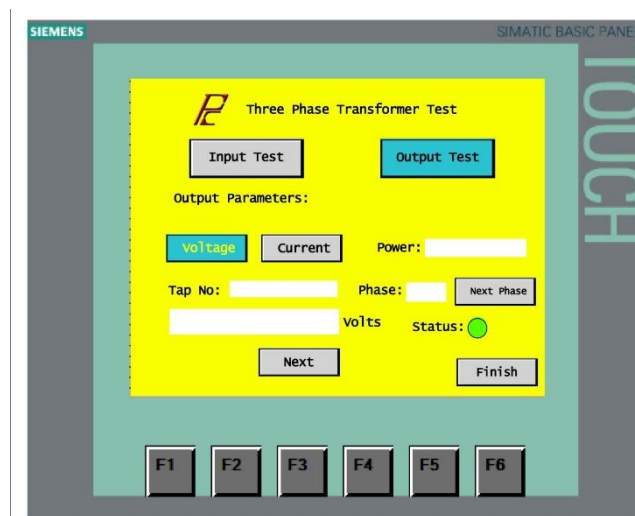 SIEMENS
SIMATIC BASIC PANE
TOUCH
Three Phase Transformer Test
Input Test
Output Test
Output Parameters:
Voltage
Current
Power:
Tap No:
Phase:
Next Phase
Volts
Status:
Next
Finish
F1
F2
F3
F4
F5
F6